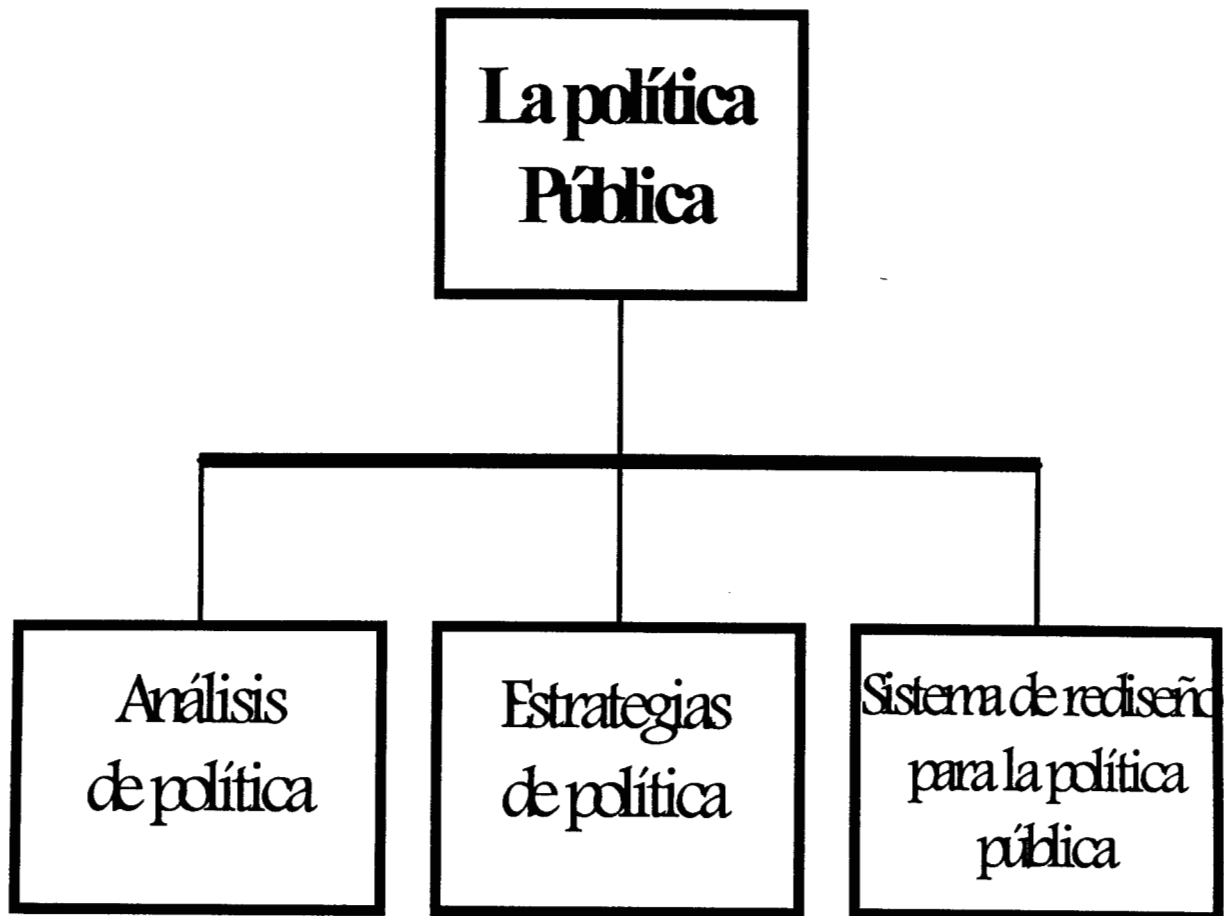 La política
Pública
Análisis
de política
Estrategias
de política
Sistema de rediseño
para la política
pública